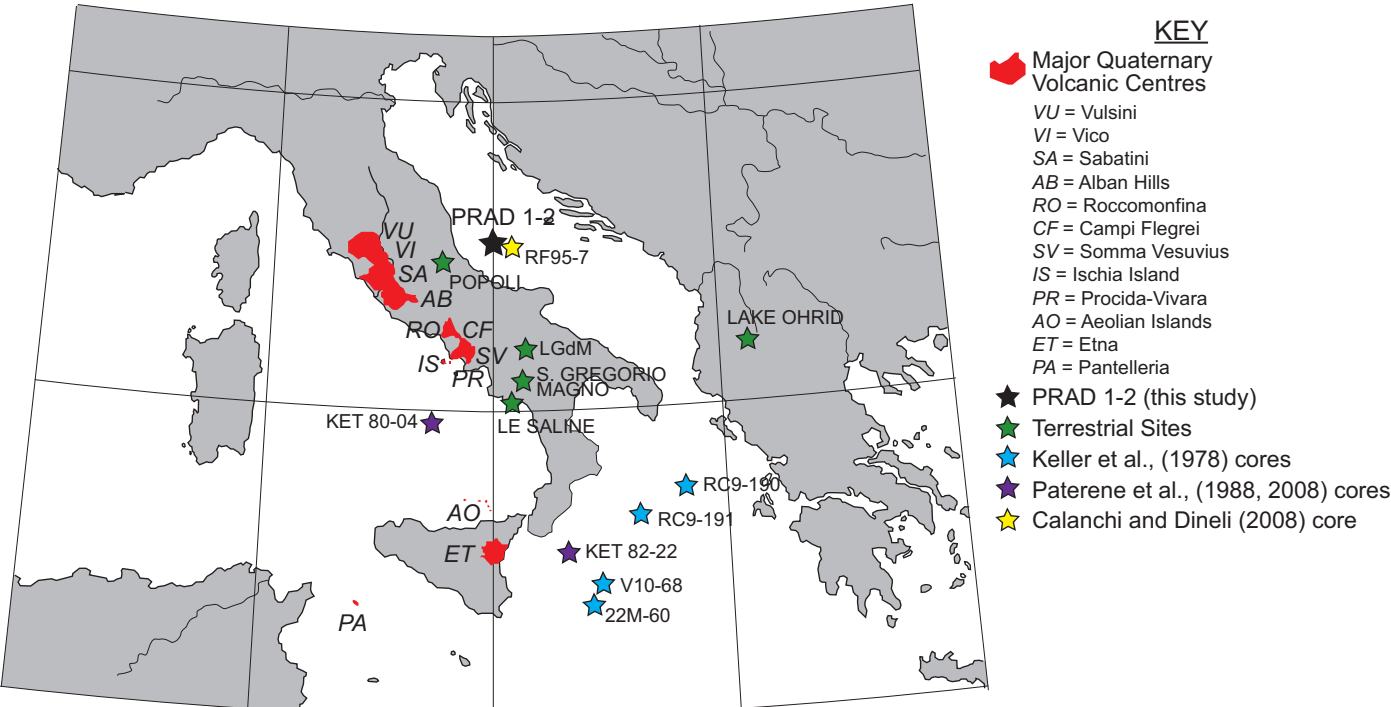 PRAD 1-2
RF95-7
VU
VI
SA
AB
POPOLI
RO
CF
IS
SV
PR
LGdM
S. GREGORIO
MAGNO
LE SALINE
LAKE OHRID
KET 80-04
RC9-190
RC9-191
AO
ET
KET 82-22
V10-68
22M-60
PA
KEY
Major Quaternary
Volcanic Centres
VU = Vulsini
VI = Vico
SA = Sabatini
AB = Alban Hills
RO = Roccomonfina
CF = Campi Flegrei
SV = Somma Vesuvius
IS = Ischia Island
PR = Procida-Vivara
AO = Aeolian Islands
ET = Etna
PA = Pantelleria
PRAD 1-2 (this study)
Terrestrial Sites
Keller et al., (1978) cores
Paterene et al., (1988, 2008) cores
Calanchi and Dineli (2008) core